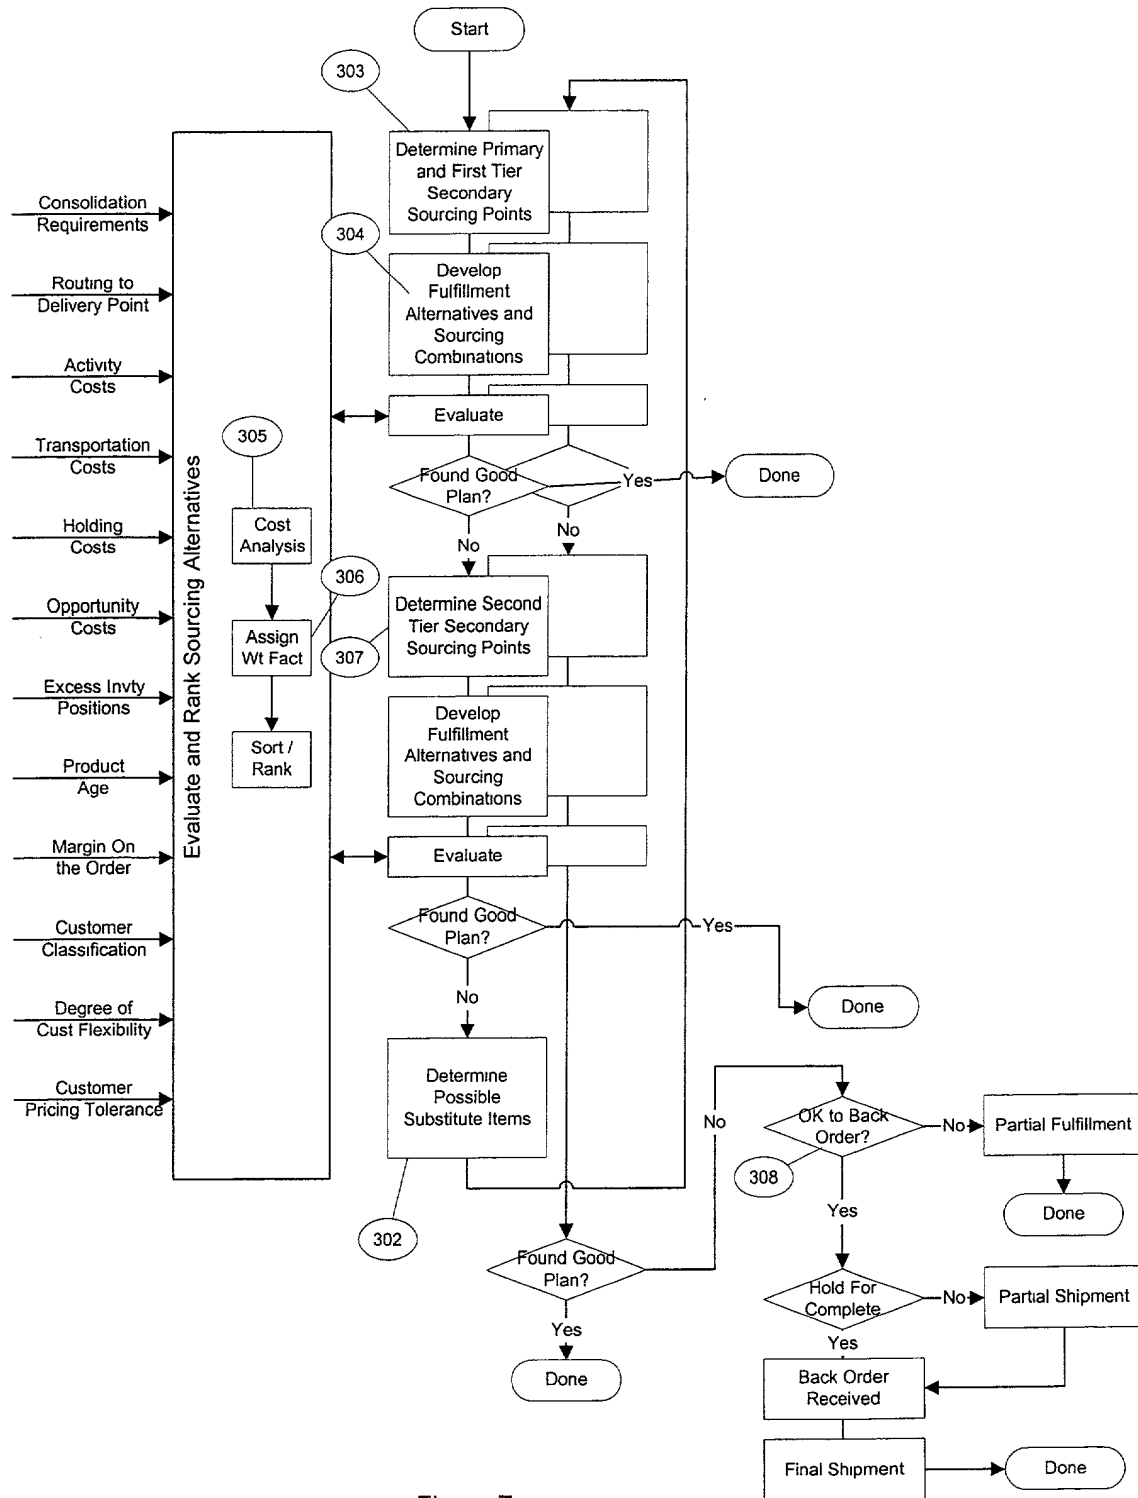 Start
303
Determine Primary
and First Tier
Secondary
Sourcing Points
Consolidation
Requirements
304
Develop
Fulfillment
Alternatives and
Sourcing
Combinations
Routing to
Delivery Point
Activity
Costs
Evaluate
305
Transportation
Costs
Found Good
Plan?
Yes
Done
No
No
Evaluate and Rank Sourcing Alternatives
Cost
Analysis
Holding
Costs
306
Determine Second
Tier Secondary
Sourcing Points
Opportunity
Costs
Assign
Wt Fact
307
Excess Invty
Positions
Develop
Fulfillment
Alternatives and
Sourcing
Combinations
Sort /
Rank
Product
Age
Margin On
the Order
Evaluate
Customer
Classification
Found Good
Plan?
Yes
No
Done
Degree of
Cust Flexibility
Determine
Possible
Substitute Items
Customer
Pricing Tolerance
No
OK to Back
Order?
No
Partial Fulfillment
308
Yes
Done
302
Found Good
Plan?
Hold For
Complete
No
Partial Shipment
Yes
Yes
Done
Back Order
Received
Final Shipment
Done